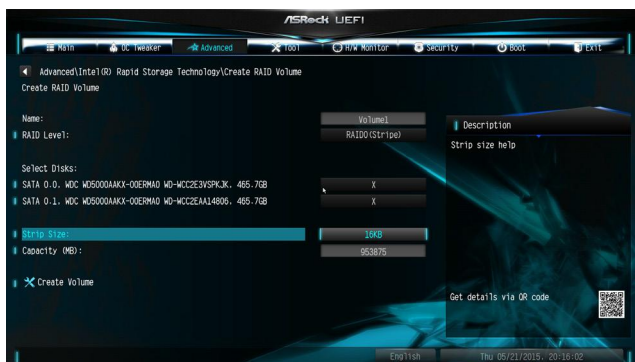 ASRock UEFI
Main OC Tweaker Advanced Tool H/W Monitor Security Boot Exit
Advanced\Intel(R) Rapid Storage Technology\Create RAID Volume
Create RAID Volume
Name: Volume1
RAID Level: RAID0(Stripe)
Select Disks:
SATA 0.0. WDC WD5000AAKX-00ERMA0 WD-WCC2E3VSPKJK. 465.7GB X
SATA 0.1. WDC WD5000AAKX-00ERMA0 WD-WCC2EAA14806. 465.7GB X
Strip Size: 16KB
Capacity (MB): 953875
Create Volume
Description
Strip size help
Get details via QR code
English Thu 05/21/2015. 20:16:02